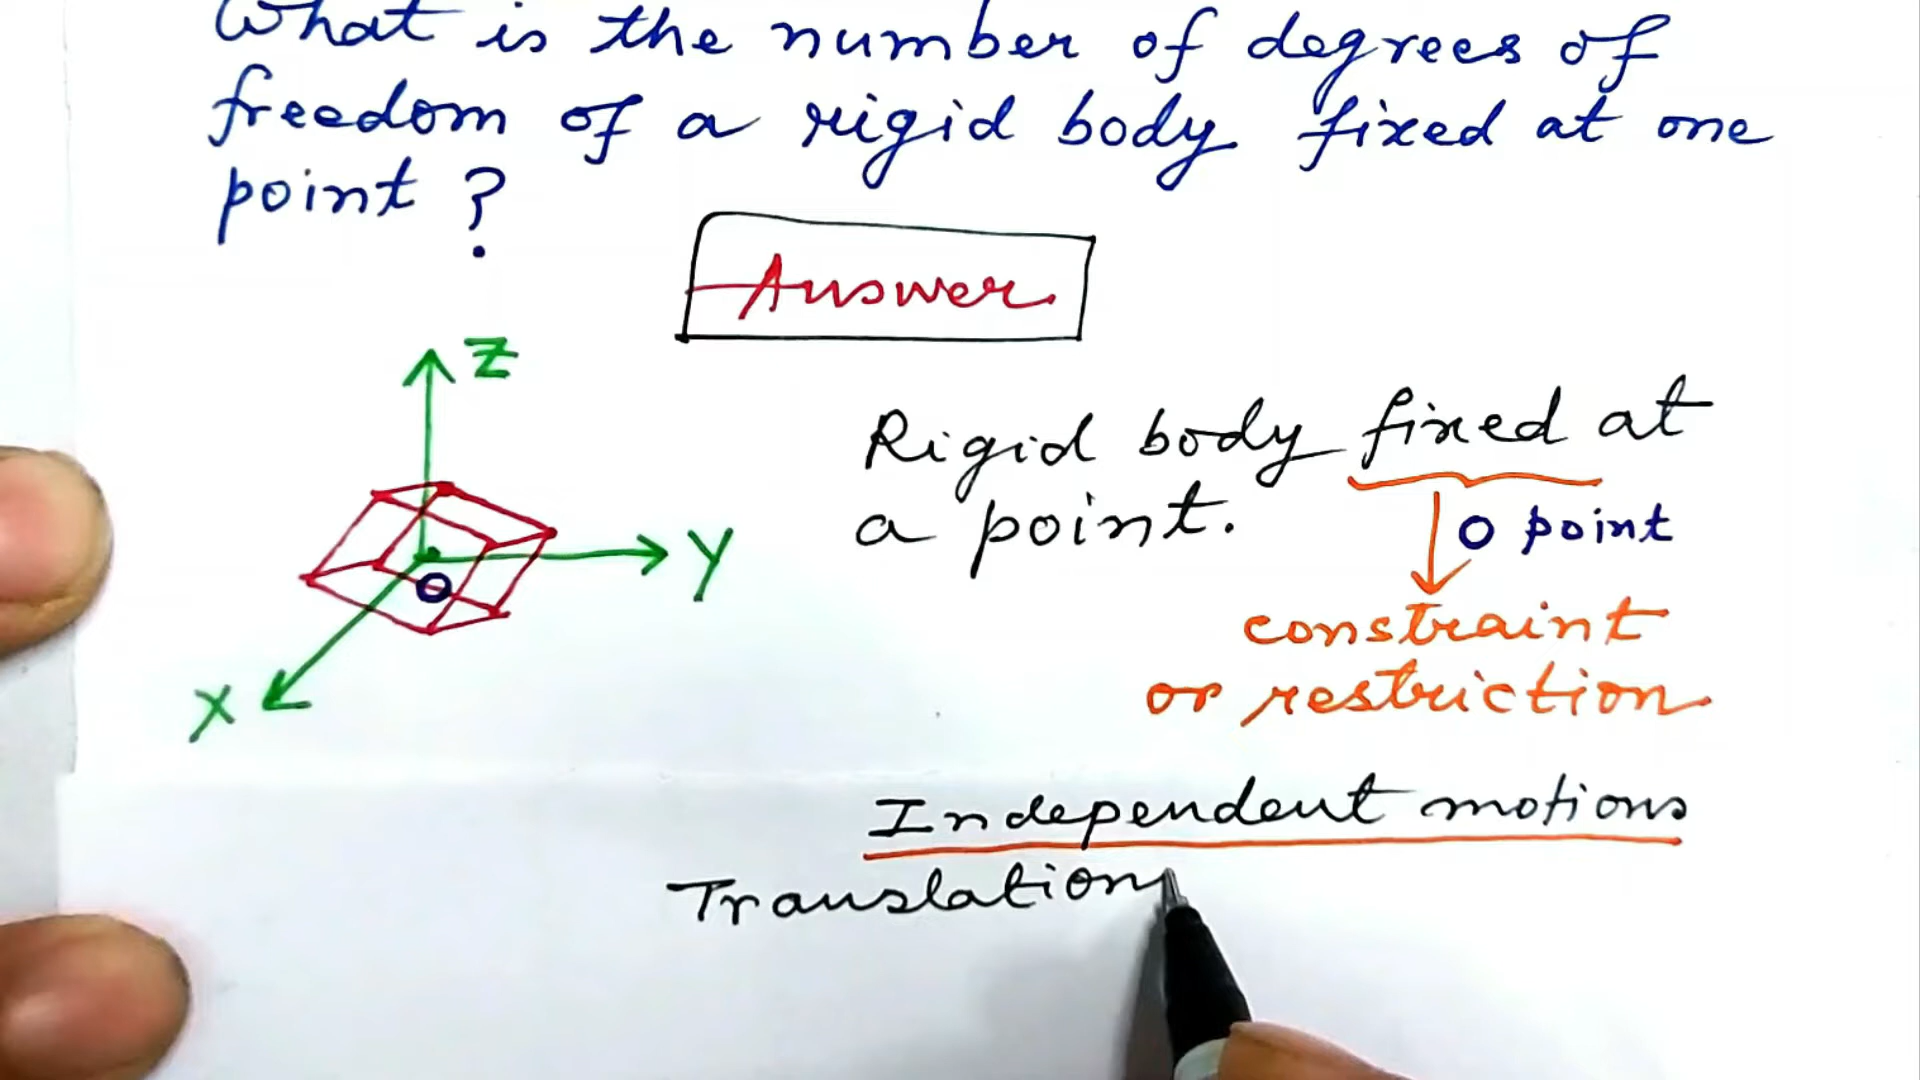 What is the number of degrees of
freedom of a rigid body fixed at one
point ?
Answer
Z
Y
O
X
Rigid body fixed at
a point.
O point
constraint
or restriction
Independent motions
Translation